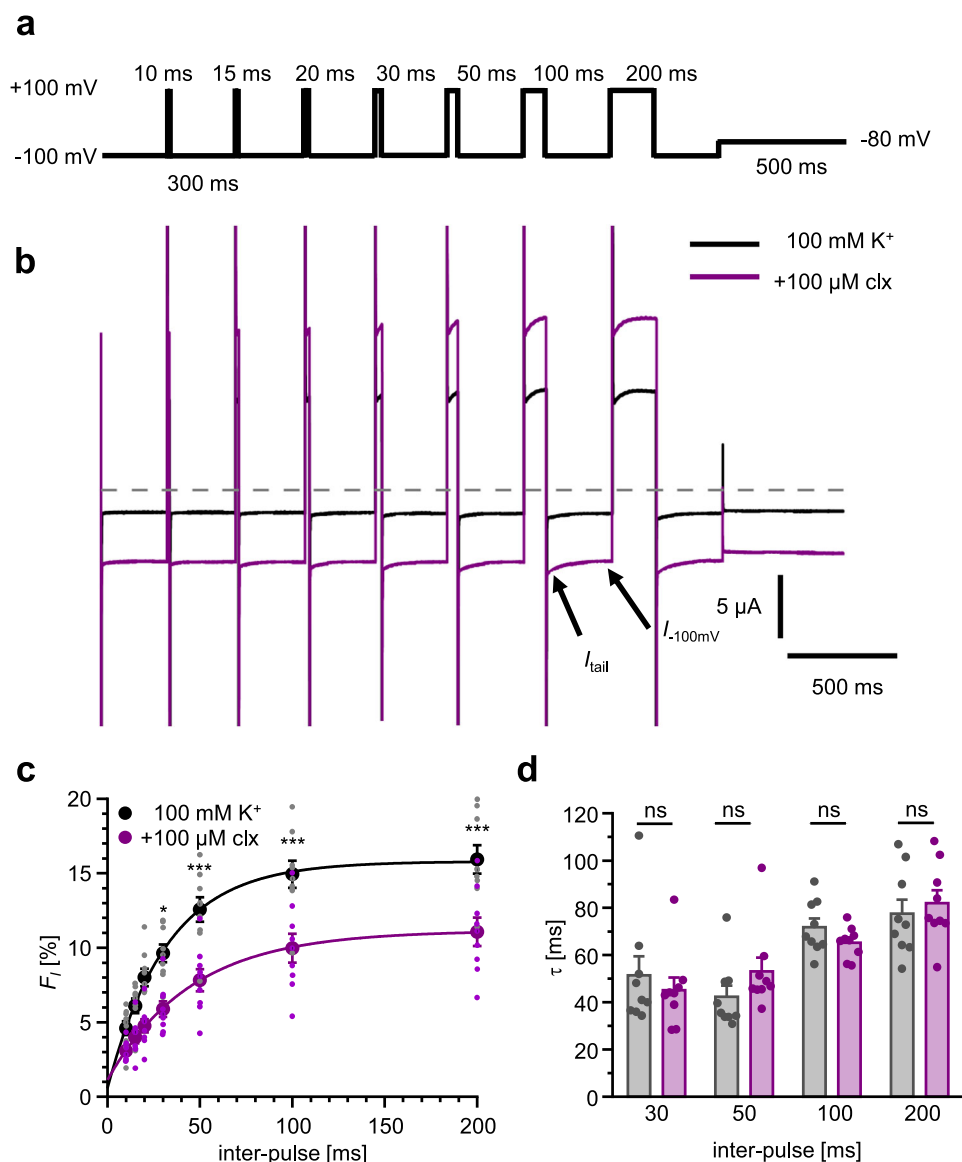 a
10 ms 15 ms 20 ms 30 ms 50 ms 100 ms 200 ms
+100 mV
-80 mV
-100 mV
300 ms
500 ms
b
100 mM K⁺
+100 µM clx
I-100mV
Itail
5 µA
500 ms
c
20
15
10
5
0
FI [%]
100 mM K⁺
+100 µM clx
*
***
***
***
0 50 100 150 200
inter-pulse [ms]
d
120
100
80
60
40
20
0
τ [ms]
ns ns ns ns
30 50 100 200
inter-pulse [ms]